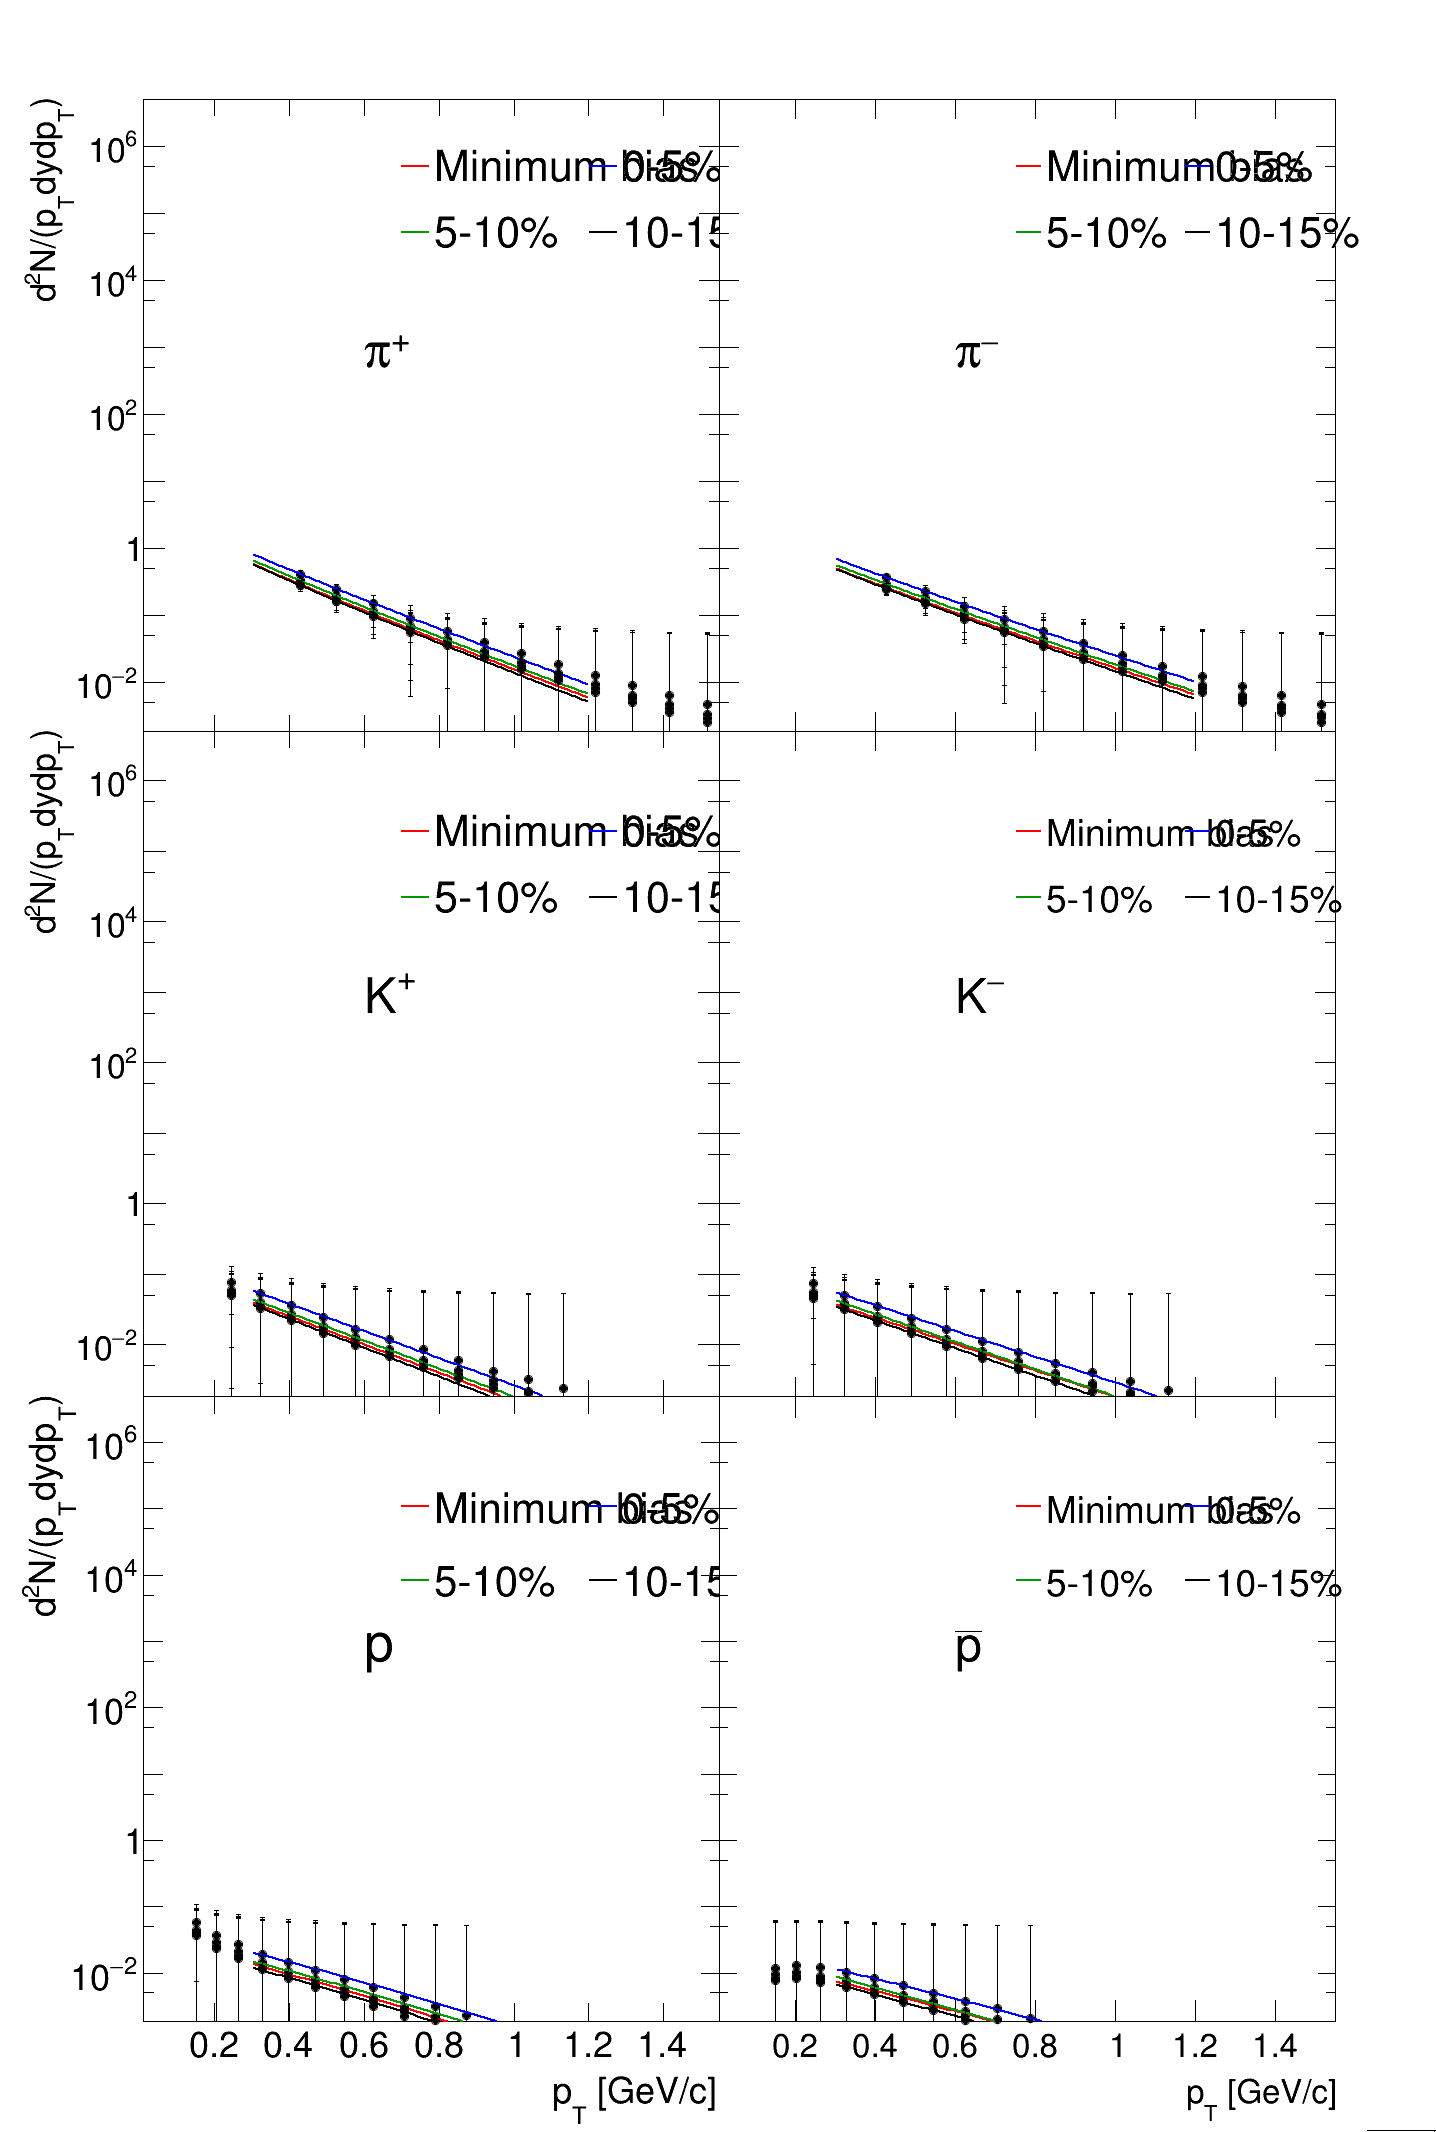 d²N/(p_T dydp_T)
10⁶
10⁴
10²
1
10⁻²
Minimum bias 0-5%
5-10% 10-15
π⁺
Minimum bias 0-5%
5-10% 10-15%
π⁻
d²N/(p_T dydp_T)
10⁶
10⁴
10²
1
10⁻²
Minimum bias 0-5%
5-10% 10-15
K⁺
Minimum bias 0-5%
5-10% 10-15%
K⁻
d²N/(p_T dydp_T)
10⁶
10⁴
10²
1
10⁻²
Minimum bias 0-5%
5-10% 10-15
p
Minimum bias 0-5%
5-10% 10-15%
p̅
0.2 0.4 0.6 0.8 1 1.2 1.4
p_T [GeV/c]
0.2 0.4 0.6 0.8 1 1.2 1.4
p_T [GeV/c]